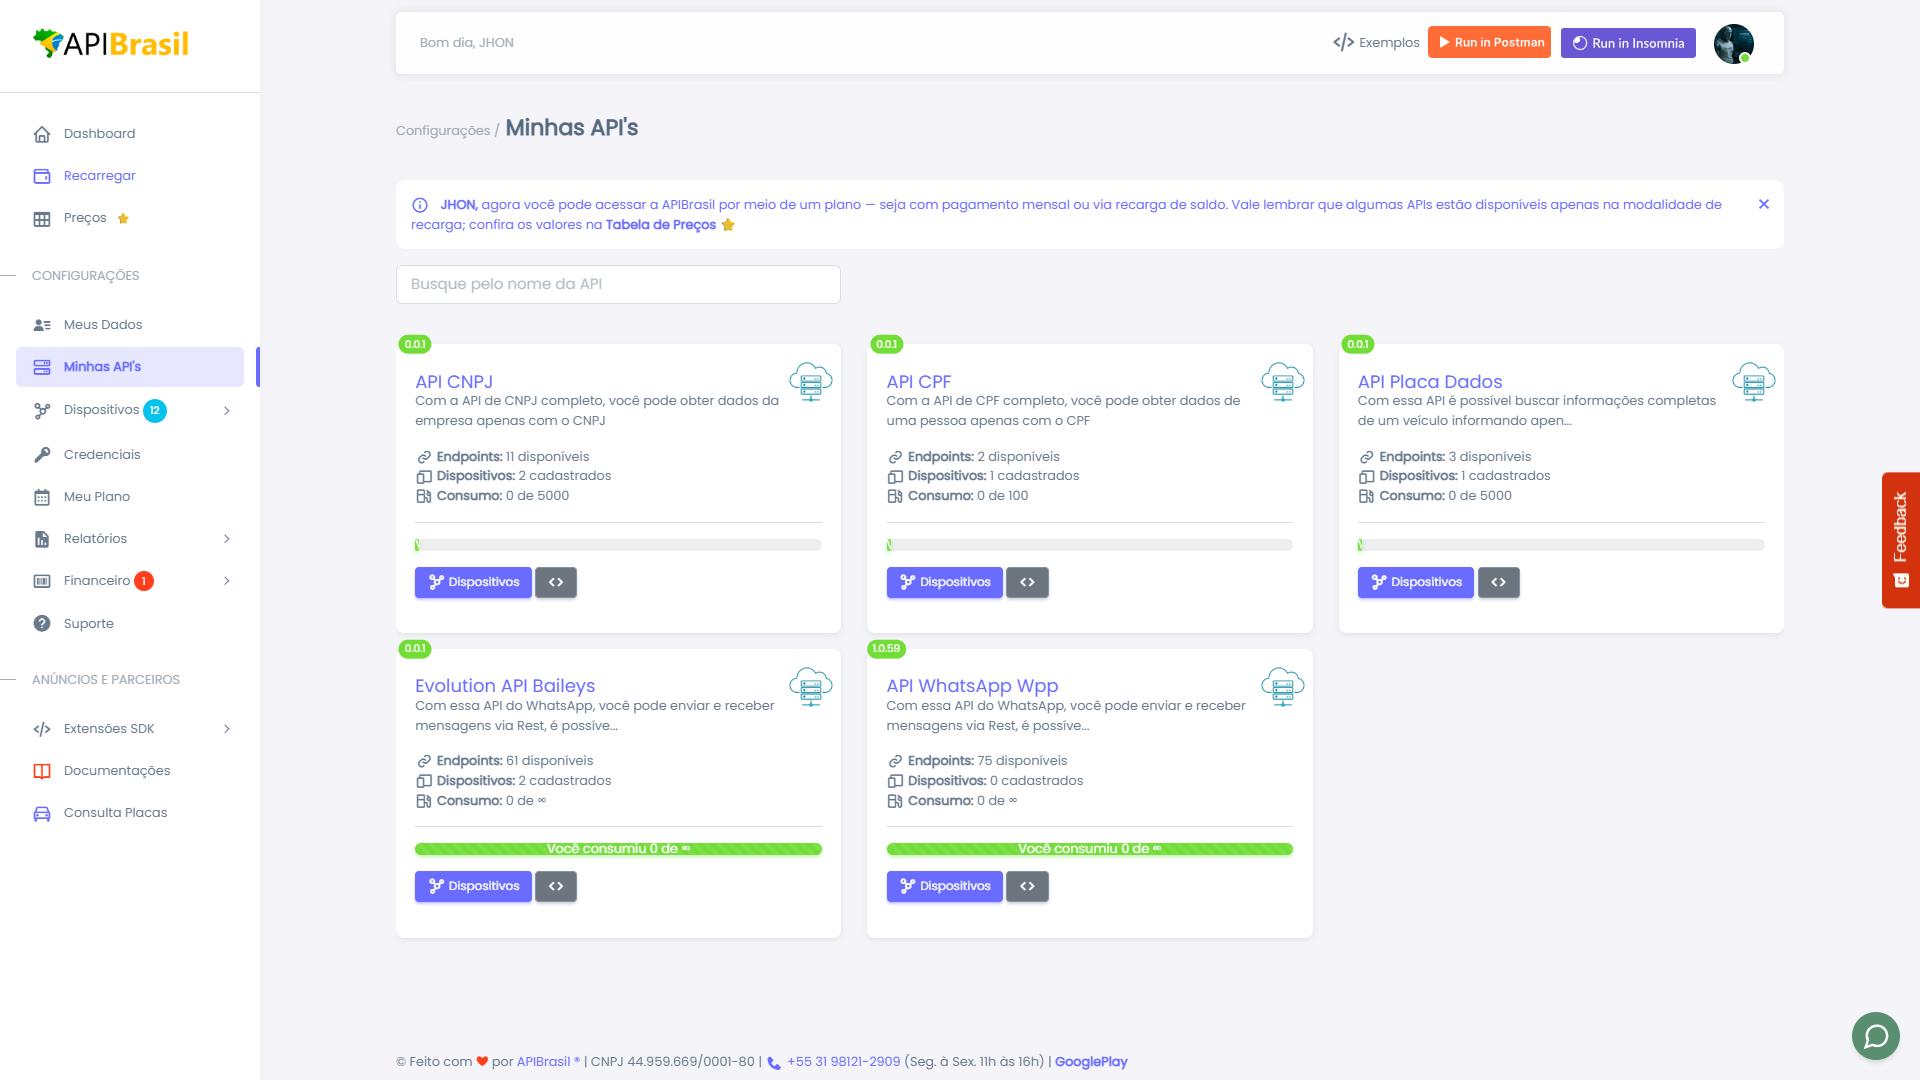 APIBrasil
Dashboard
Recarregar
Preços
CONFIGURAÇÕES
Meus Dados
Minhas API's
Dispositivos 12
Credenciais
Meu Plano
Relatórios
Financeiro 1
Suporte
ANÚNCIOS E PARCEIROS
Extensões SDK
Documentações
Consulta Placas
Bom dia, JHON
Exemplos
Run in Postman
Run in Insomnia
Configurações / Minhas API's
JHON, agora você pode acessar a APIBrasil por meio de um plano — seja com pagamento mensal ou via recarga de saldo. Vale lembrar que algumas APIs estão disponíveis apenas na modalidade de
recarga; confira os valores na Tabela de Preços
Busque pelo nome da API
0.0.1
API CNPJ
Com a API de CNPJ completo, você pode obter dados da
empresa apenas com o CNPJ
Endpoints: 11 disponíveis
Dispositivos: 2 cadastrados
Consumo: 0 de 5000
Dispositivos
0.0.1
API CPF
Com a API de CPF completo, você pode obter dados de
uma pessoa apenas com o CPF
Endpoints: 2 disponíveis
Dispositivos: 1 cadastrados
Consumo: 0 de 100
Dispositivos
0.0.1
API Placa Dados
Com essa API é possível buscar informações completas
de um veículo informando apen...
Endpoints: 3 disponíveis
Dispositivos: 1 cadastrados
Consumo: 0 de 5000
Dispositivos
0.0.1
Evolution API Baileys
Com essa API do WhatsApp, você pode enviar e receber
mensagens via Rest, é possíve...
Endpoints: 61 disponíveis
Dispositivos: 2 cadastrados
Consumo: 0 de ∞
Você consumiu 0 de ∞
Dispositivos
1.0.59
API WhatsApp Wpp
Com essa API do WhatsApp, você pode enviar e receber
mensagens via Rest, é possíve...
Endpoints: 75 disponíveis
Dispositivos: 0 cadastrados
Consumo: 0 de ∞
Você consumiu 0 de ∞
Dispositivos
Feedback
© Feito com ❤ por APIBrasil ® | CNPJ 44.959.669/0001-80 | +55 31 98121-2909 (Seg. à Sex. 11h às 16h) | GooglePlay